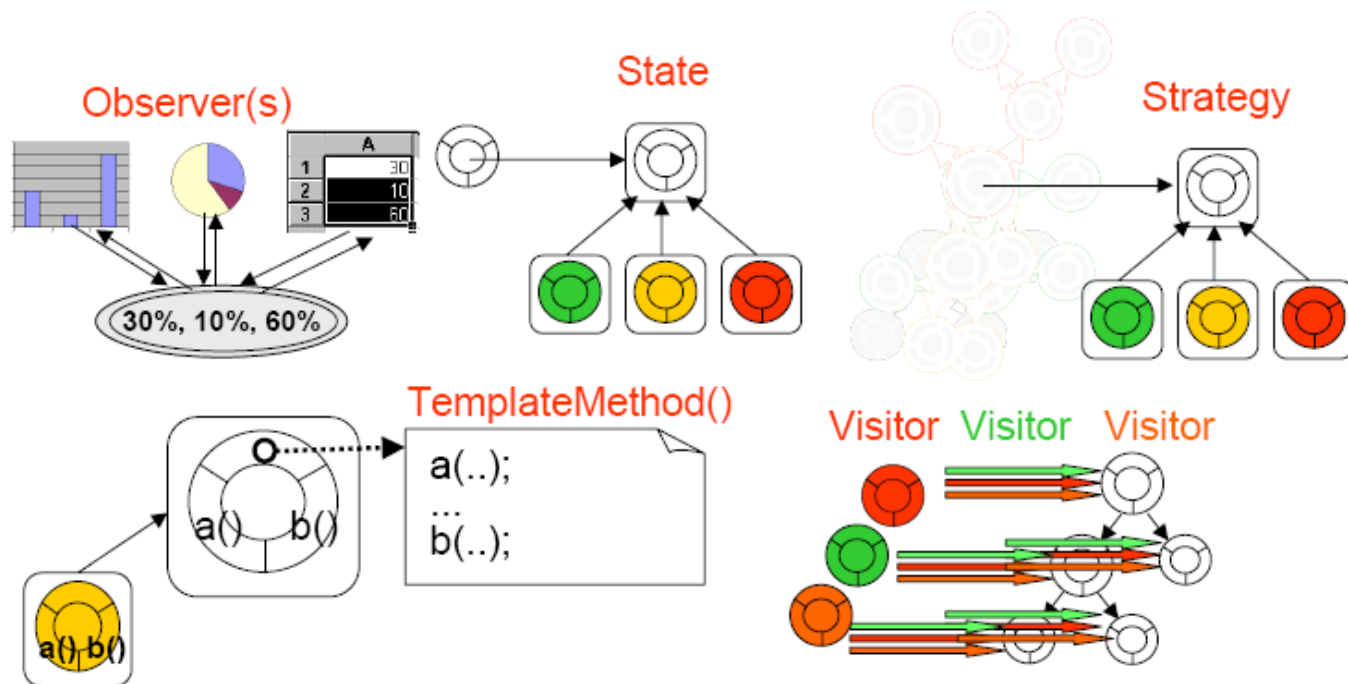 Observer(s)
State
Strategy
A
1 30
2 10
3 60
30%, 10%, 60%
TemplateMethod()
a(..);
...
b(..);
a() b()
a() b()
Visitor Visitor Visitor